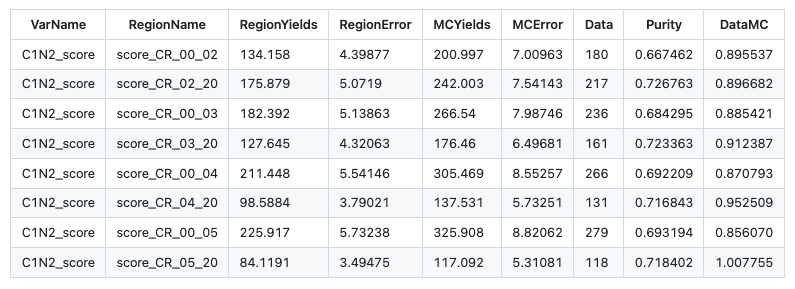 VarName RegionName RegionYields RegionError MCYields MCError Data Purity DataMC
C1N2_score score_CR_00_02 134.158 4.39877 200.997 7.00963 180 0.667462 0.895537
C1N2_score score_CR_02_20 175.879 5.0719 242.003 7.54143 217 0.726763 0.896682
C1N2_score score_CR_00_03 182.392 5.13863 266.54 7.98746 236 0.684295 0.885421
C1N2_score score_CR_03_20 127.645 4.32063 176.46 6.49681 161 0.723363 0.912387
C1N2_score score_CR_00_04 211.448 5.54146 305.469 8.55257 266 0.692209 0.870793
C1N2_score score_CR_04_20 98.5884 3.79021 137.531 5.73251 131 0.716843 0.952509
C1N2_score score_CR_00_05 225.917 5.73238 325.908 8.82062 279 0.693194 0.856070
C1N2_score score_CR_05_20 84.1191 3.49475 117.092 5.31081 118 0.718402 1.007755